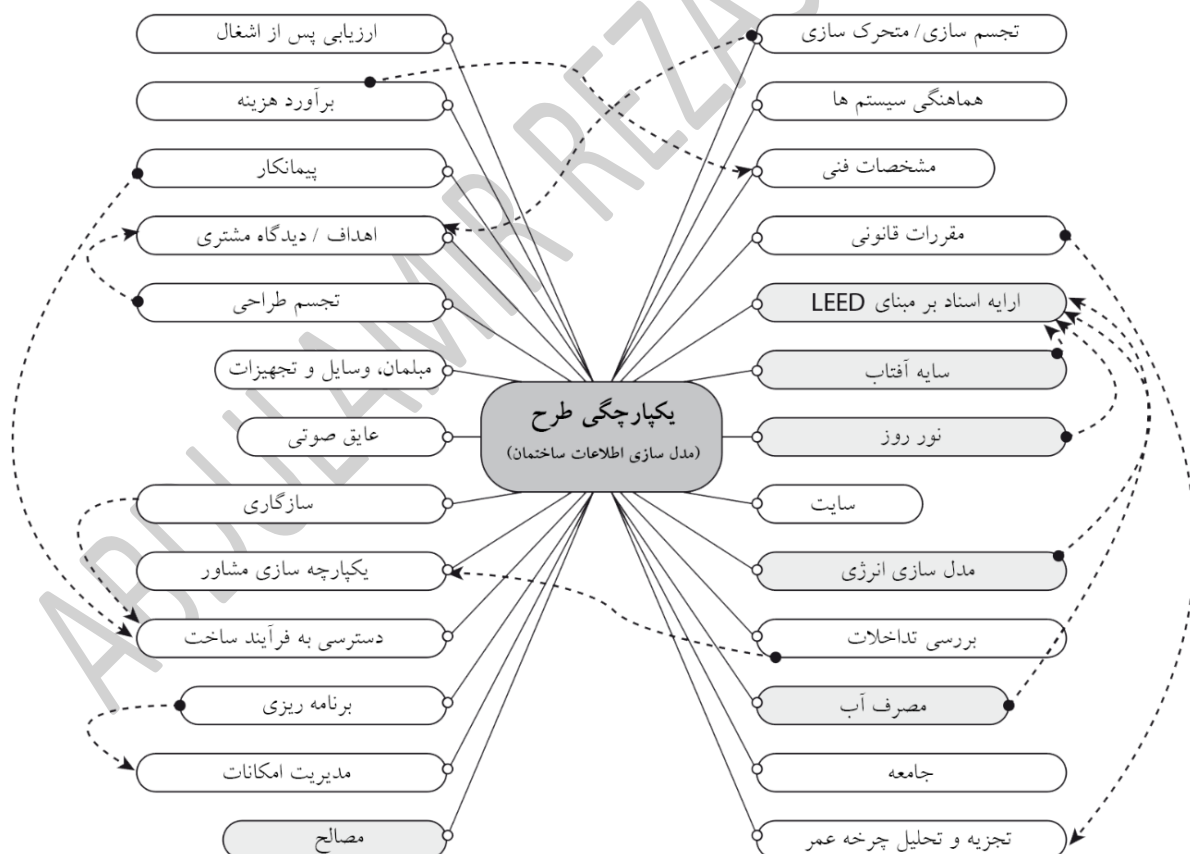 تجسم سازی/ متحرک سازی
هماهنگی سیستم ها
مشخصات فنی
مقررات قانونی
ارایه اسناد بر مبنای LEED
سایه آفتاب
نور روز
سایت
مدل سازی انرژی
بررسی تداخلات
مصرف آب
جامعه
تجزیه و تحلیل چرخه عمر
یکپارچگی طرح
(مدل سازی اطلاعات ساختمان)
ارزیابی پس از اشغال
برآورد هزینه
پیمانکار
اهداف / دیدگاه مشتری
تجسم طراحی
مبلمان، وسایل و تجهیزات
عایق صوتی
سازگاری
یکپارچه سازی مشاور
دسترسی به فرآیند ساخت
برنامه ریزی
مدیریت امکانات
مصالح
ABDULAMIR REZA